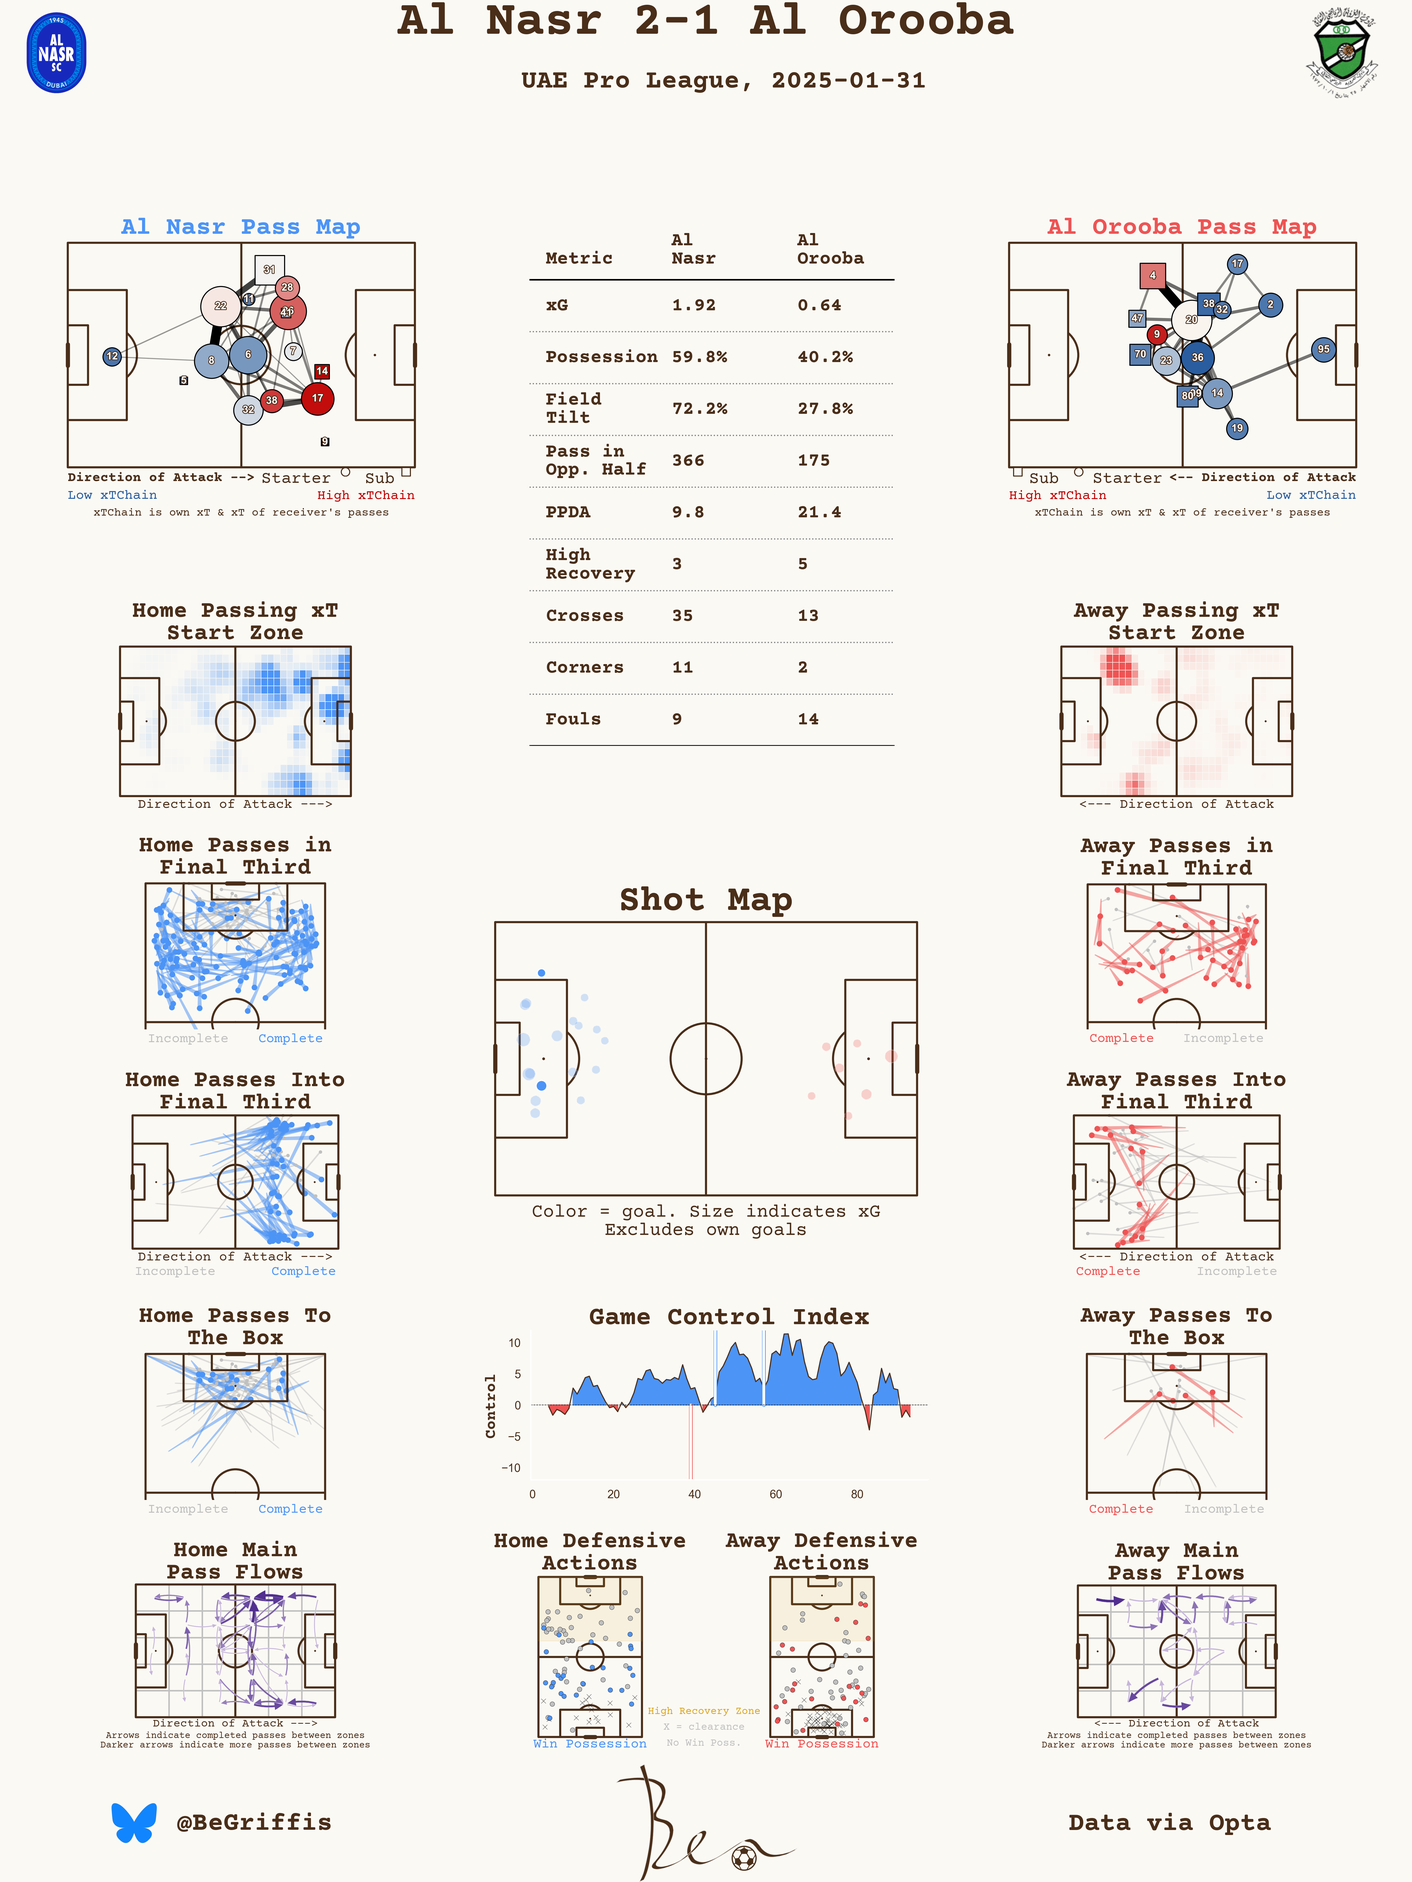 Al Nasr 2-1 Al Orooba
UAE Pro League, 2025-01-31
1945
AL
NASR
SC
DUBAI
Al Nasr Pass Map
31
28
11
22
8
6
7
12
5
14
38
17
32
9
Direction of Attack --> Starter Sub
Low xTChain High xTChain
xTChain is own xT & xT of receiver's passes
Metric Al Nasr Al Orooba
xG 1.92 0.64
Possession 59.8% 40.2%
Field Tilt 72.2% 27.8%
Pass in Opp. Half 366 175
PPDA 9.8 21.4
High Recovery 3 5
Crosses 35 13
Corners 11 2
Fouls 9 14
Al Orooba Pass Map
17
4
38
32
2
47
20
9
70
23
36
95
80
14
19
Sub Starter <-- Direction of Attack
High xTChain Low xTChain
xTChain is own xT & xT of receiver's passes
Home Passing xT
Start Zone
Direction of Attack --->
Away Passing xT
Start Zone
<--- Direction of Attack
Home Passes in
Final Third
Incomplete Complete
Away Passes in
Final Third
Complete Incomplete
Shot Map
Color = goal. Size indicates xG
Excludes own goals
Home Passes Into
Final Third
Direction of Attack --->
Incomplete Complete
Away Passes Into
Final Third
<--- Direction of Attack
Complete Incomplete
Home Passes To
The Box
Incomplete Complete
Game Control Index
Control
10
5
0
−5
−10
0 20 40 60 80
Away Passes To
The Box
Complete Incomplete
Home Main
Pass Flows
Direction of Attack --->
Arrows indicate completed passes between zones
Darker arrows indicate more passes between zones
Home Defensive
Actions
Win Possession
High Recovery Zone
X = clearance
No Win Poss.
Away Defensive
Actions
Win Possession
Away Main
Pass Flows
<--- Direction of Attack
Arrows indicate completed passes between zones
Darker arrows indicate more passes between zones
@BeGriffis
Ben
Data via Opta